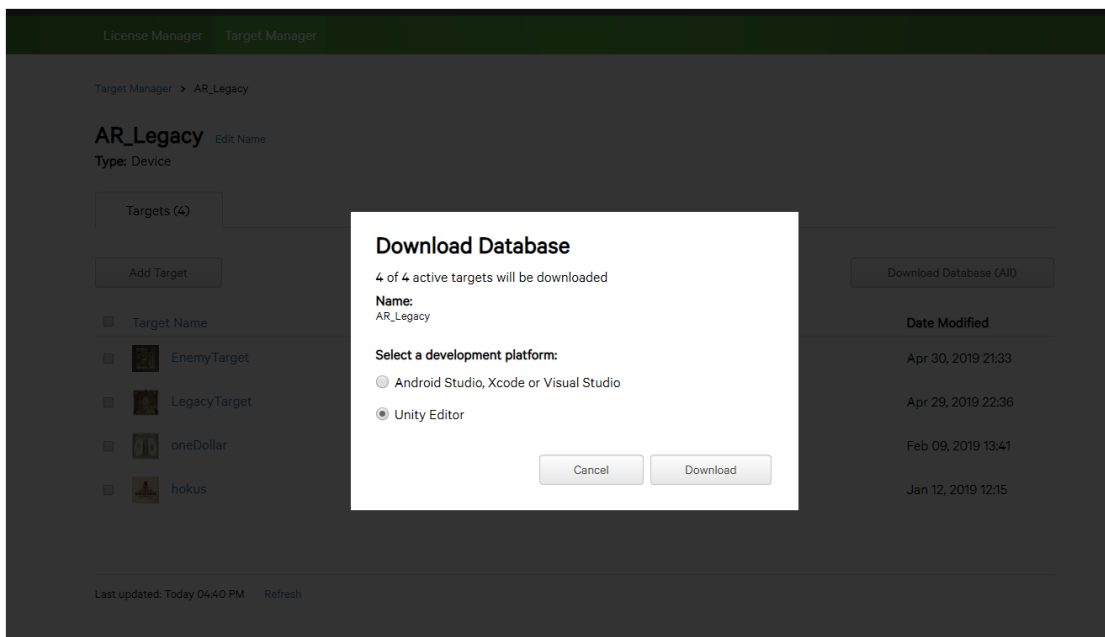 License Manager Target Manager
Target Manager > AR_Legacy
AR_Legacy Edit Name
Type: Device
Targets (4)
Add Target
Download Database (All)
Target Name
Date Modified
EnemyTarget
Apr 30, 2019 21:33
LegacyTarget
Apr 29, 2019 22:36
oneDollar
Feb 09, 2019 13:41
hokus
Jan 12, 2019 12:15
Last updated: Today 04:40 PM Refresh
Download Database
4 of 4 active targets will be downloaded
Name:
AR_Legacy
Select a development platform:
Android Studio, Xcode or Visual Studio
Unity Editor
Cancel
Download